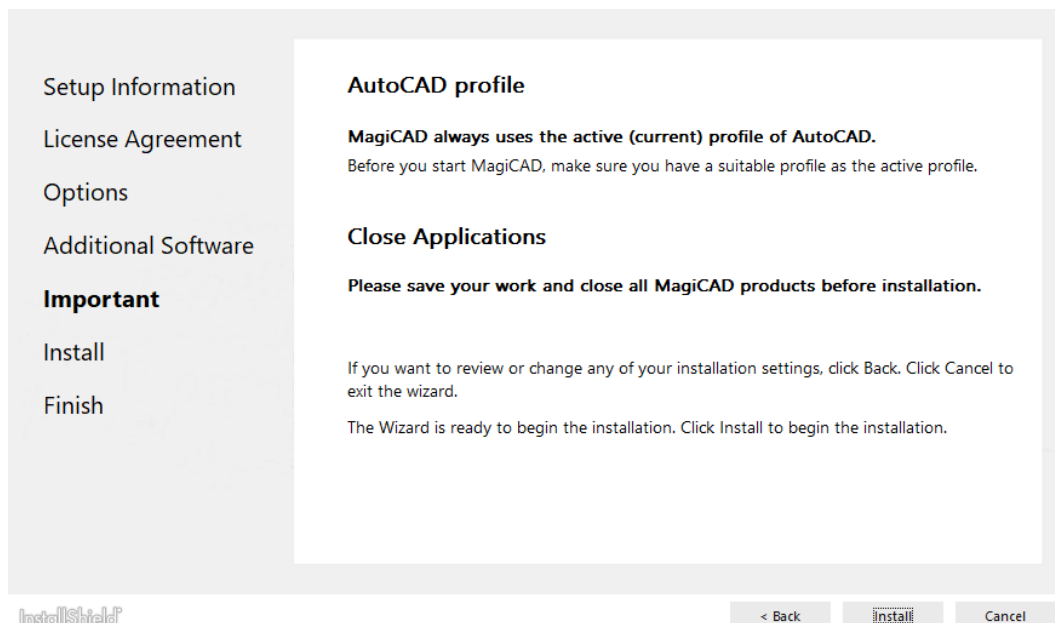 Setup Information
License Agreement
Options
Additional Software
Important
Install
Finish
AutoCAD profile
MagiCAD always uses the active (current) profile of AutoCAD.
Before you start MagiCAD, make sure you have a suitable profile as the active profile.
Close Applications
Please save your work and close all MagiCAD products before installation.
If you want to review or change any of your installation settings, click Back. Click Cancel to
exit the wizard.
The Wizard is ready to begin the installation. Click Install to begin the installation.
InstallShield
< Back
Install
Cancel